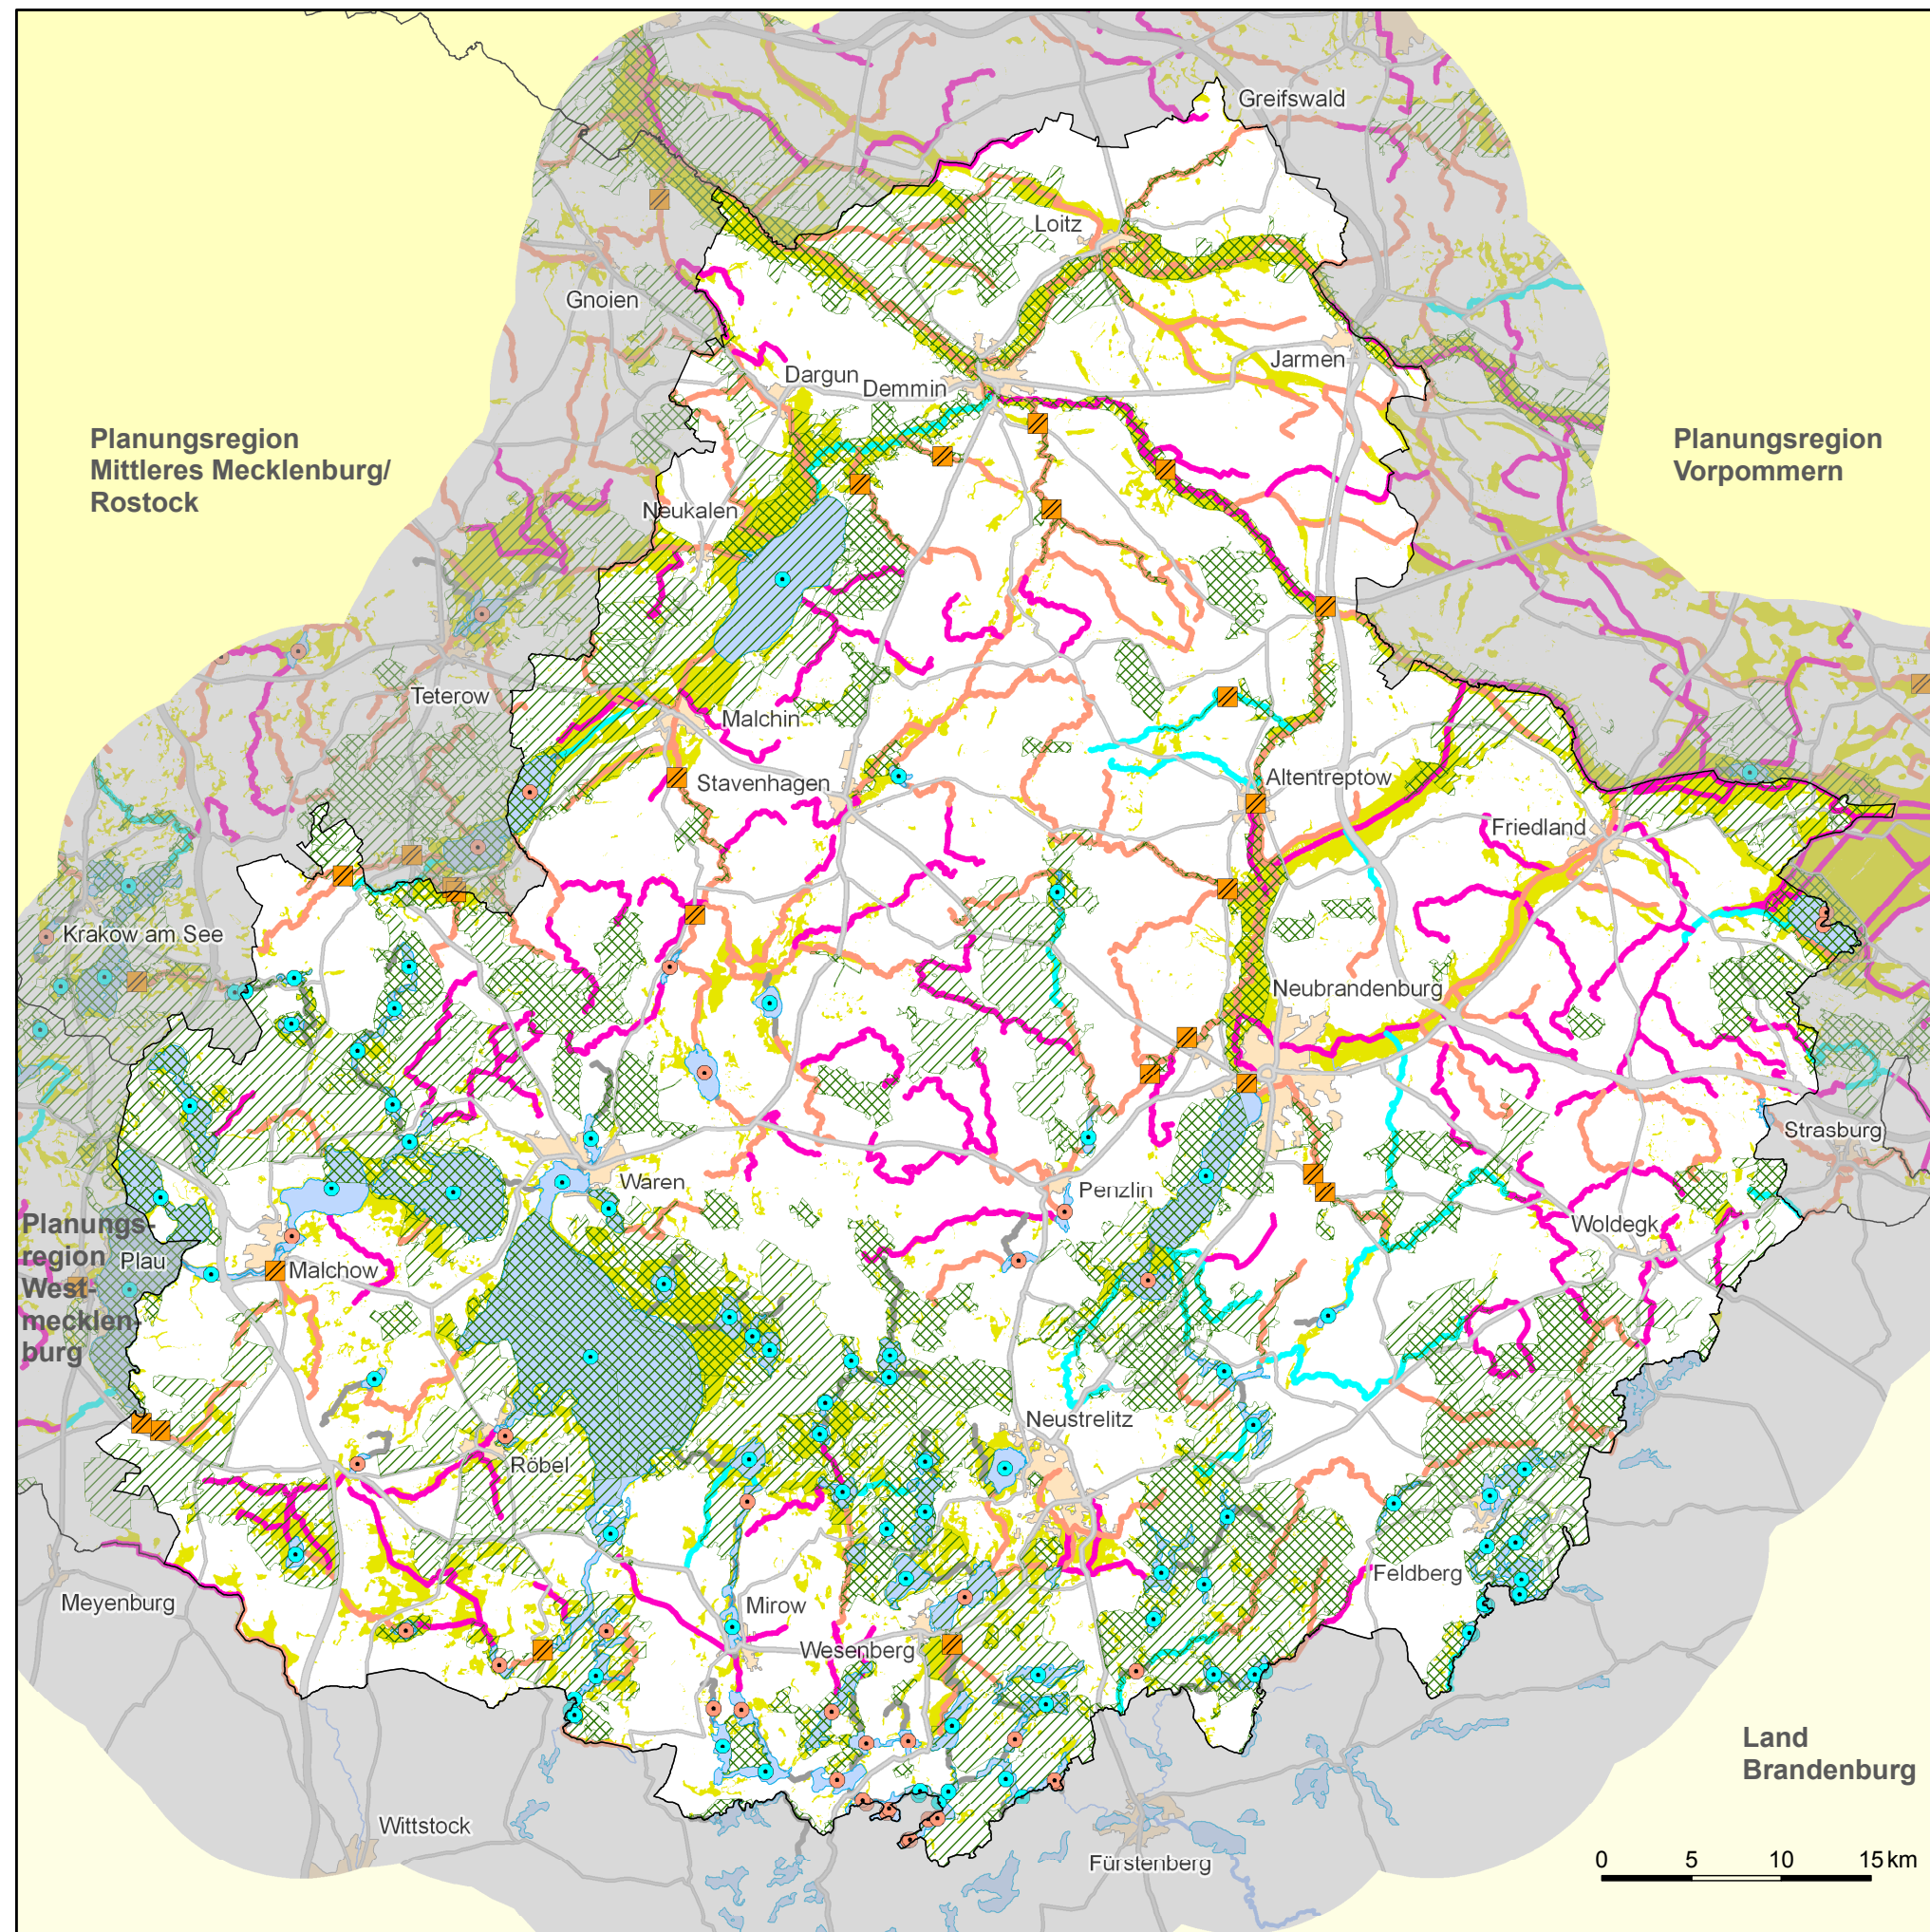 Greifswald
Loitz
Gnoien
Jarmen
Dargun
Demmin
Planungsregion
Mittleres Mecklenburg/
Rostock
Planungsregion
Vorpommern
Neukalen
Teterow
Malchin
Stavenhagen
Altentreptow
Friedland
Krakow am See
Neubrandenburg
Strasburg
Waren
Penzlin
Woldegk
Planungs-
region
West-
mecklen-
burg
Plau
Malchow
Neustrelitz
Röbel
Feldberg
Meyenburg
Mirow
Wesenberg
Land
Brandenburg
Wittstock
Fürstenberg
0 5 10 15 km